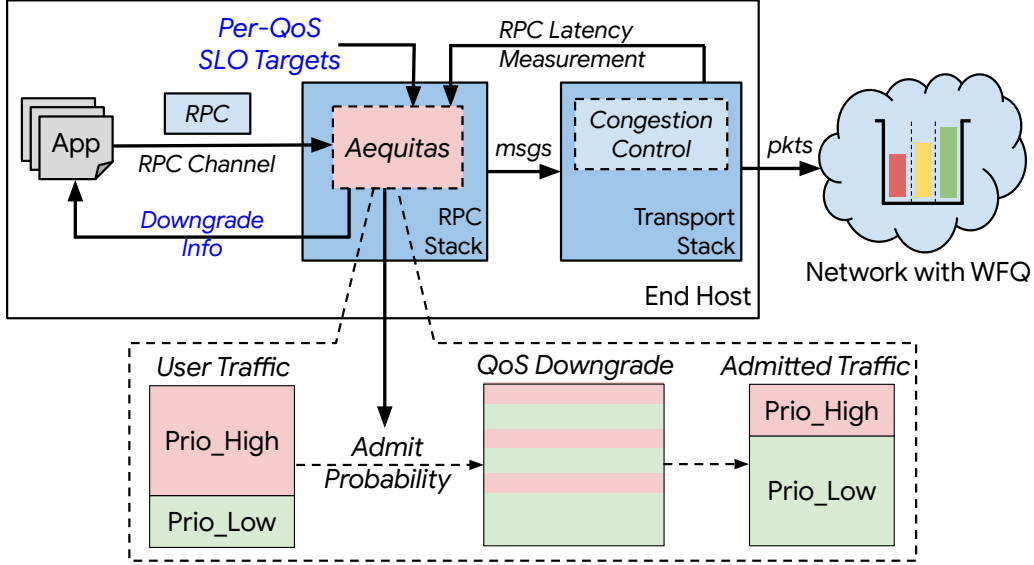 Per-QoS
SLO Targets
RPC Latency
Measurement
RPC
App
RPC Channel
Aequitas
msgs
Congestion
Control
pkts
Downgrade
Info
RPC
Stack
Transport
Stack
Network with WFQ
End Host
User Traffic
QoS Downgrade
Admitted Traffic
Prio_High
Prio_Low
Admit
Probability
Prio_High
Prio_Low